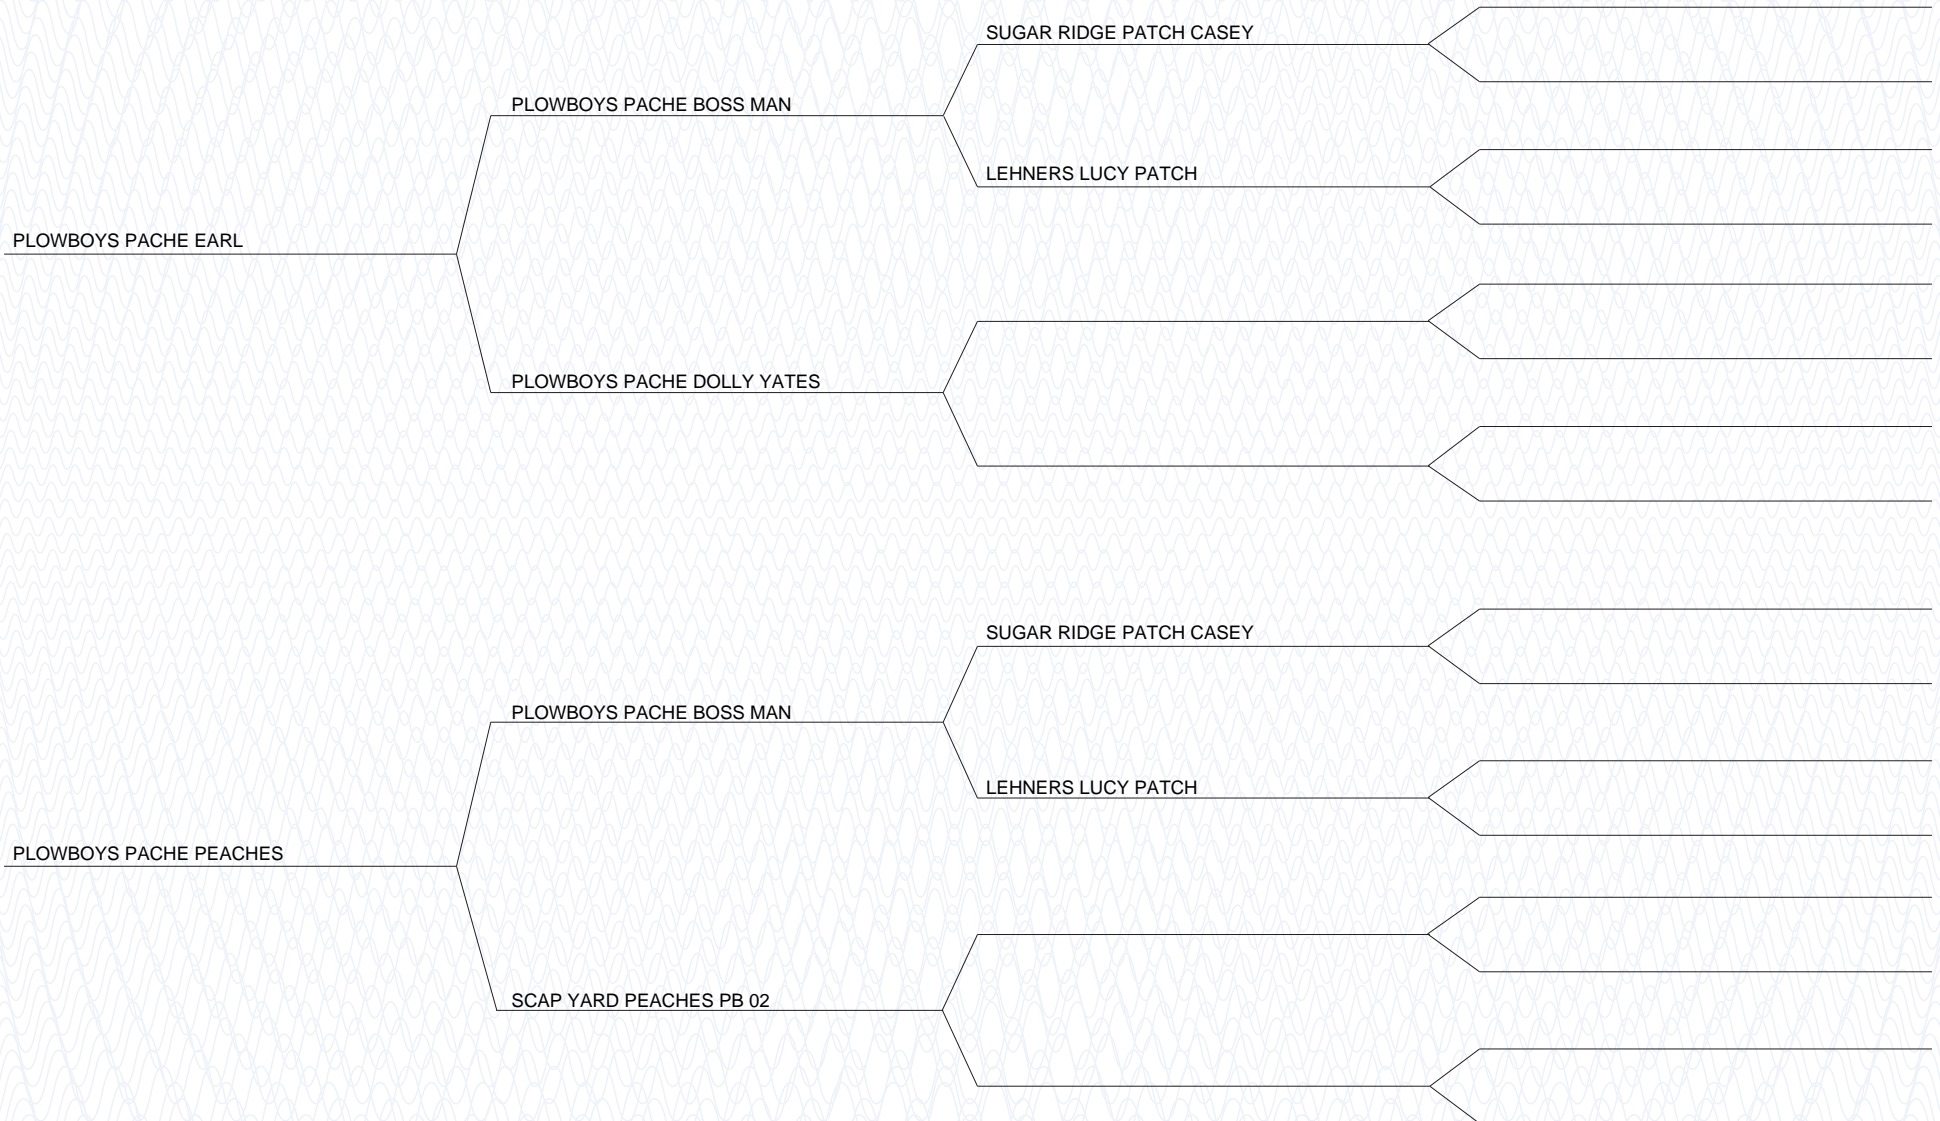 SUGAR RIDGE PATCH CASEY
PLOWBOYS PACHE BOSS MAN
LEHNERS LUCY PATCH
PLOWBOYS PACHE EARL
PLOWBOYS PACHE DOLLY YATES
SUGAR RIDGE PATCH CASEY
PLOWBOYS PACHE BOSS MAN
LEHNERS LUCY PATCH
PLOWBOYS PACHE PEACHES
SCAP YARD PEACHES PB 02